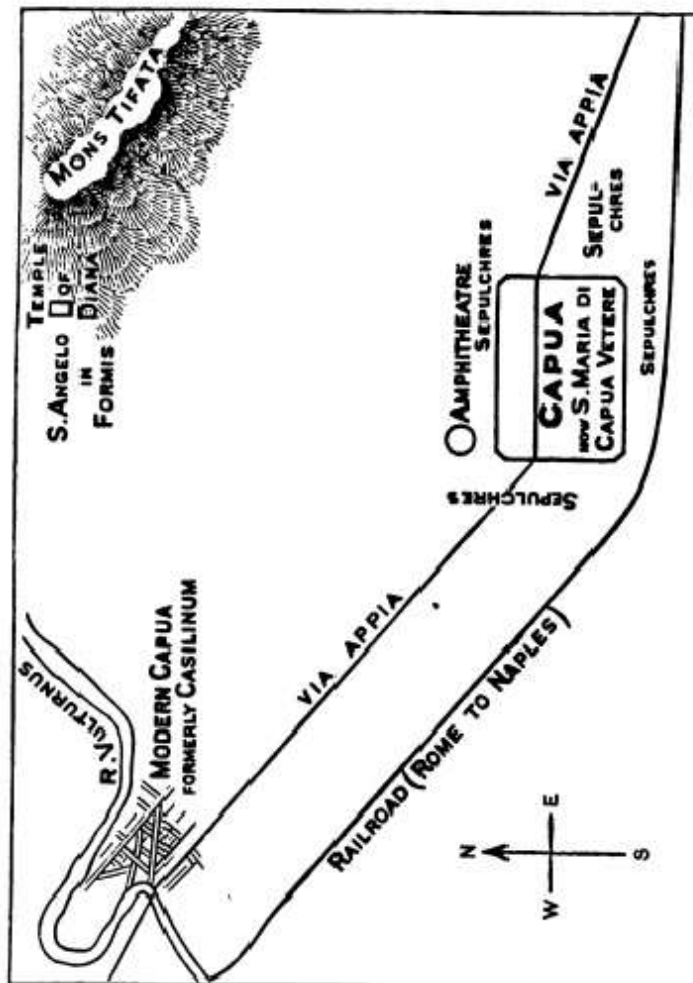 MONS TIFATA
TEMPLE
OF
DIANA
S. ANGELO
IN
FORMIS
R. VULTURNUS
MODERN CAPUA
FORMERLY CASILINUM
VIA APPIA
AMPHITHEATRE
SEPULCHRES
VIA APPIA
SEPUL-
CHRES
CAPUA
NOW S. MARIA DI
CAPUA VETERE
SEPULCHRES
SEPULCHRES
RAILROAD (ROME TO NAPLES)
N
W E
S